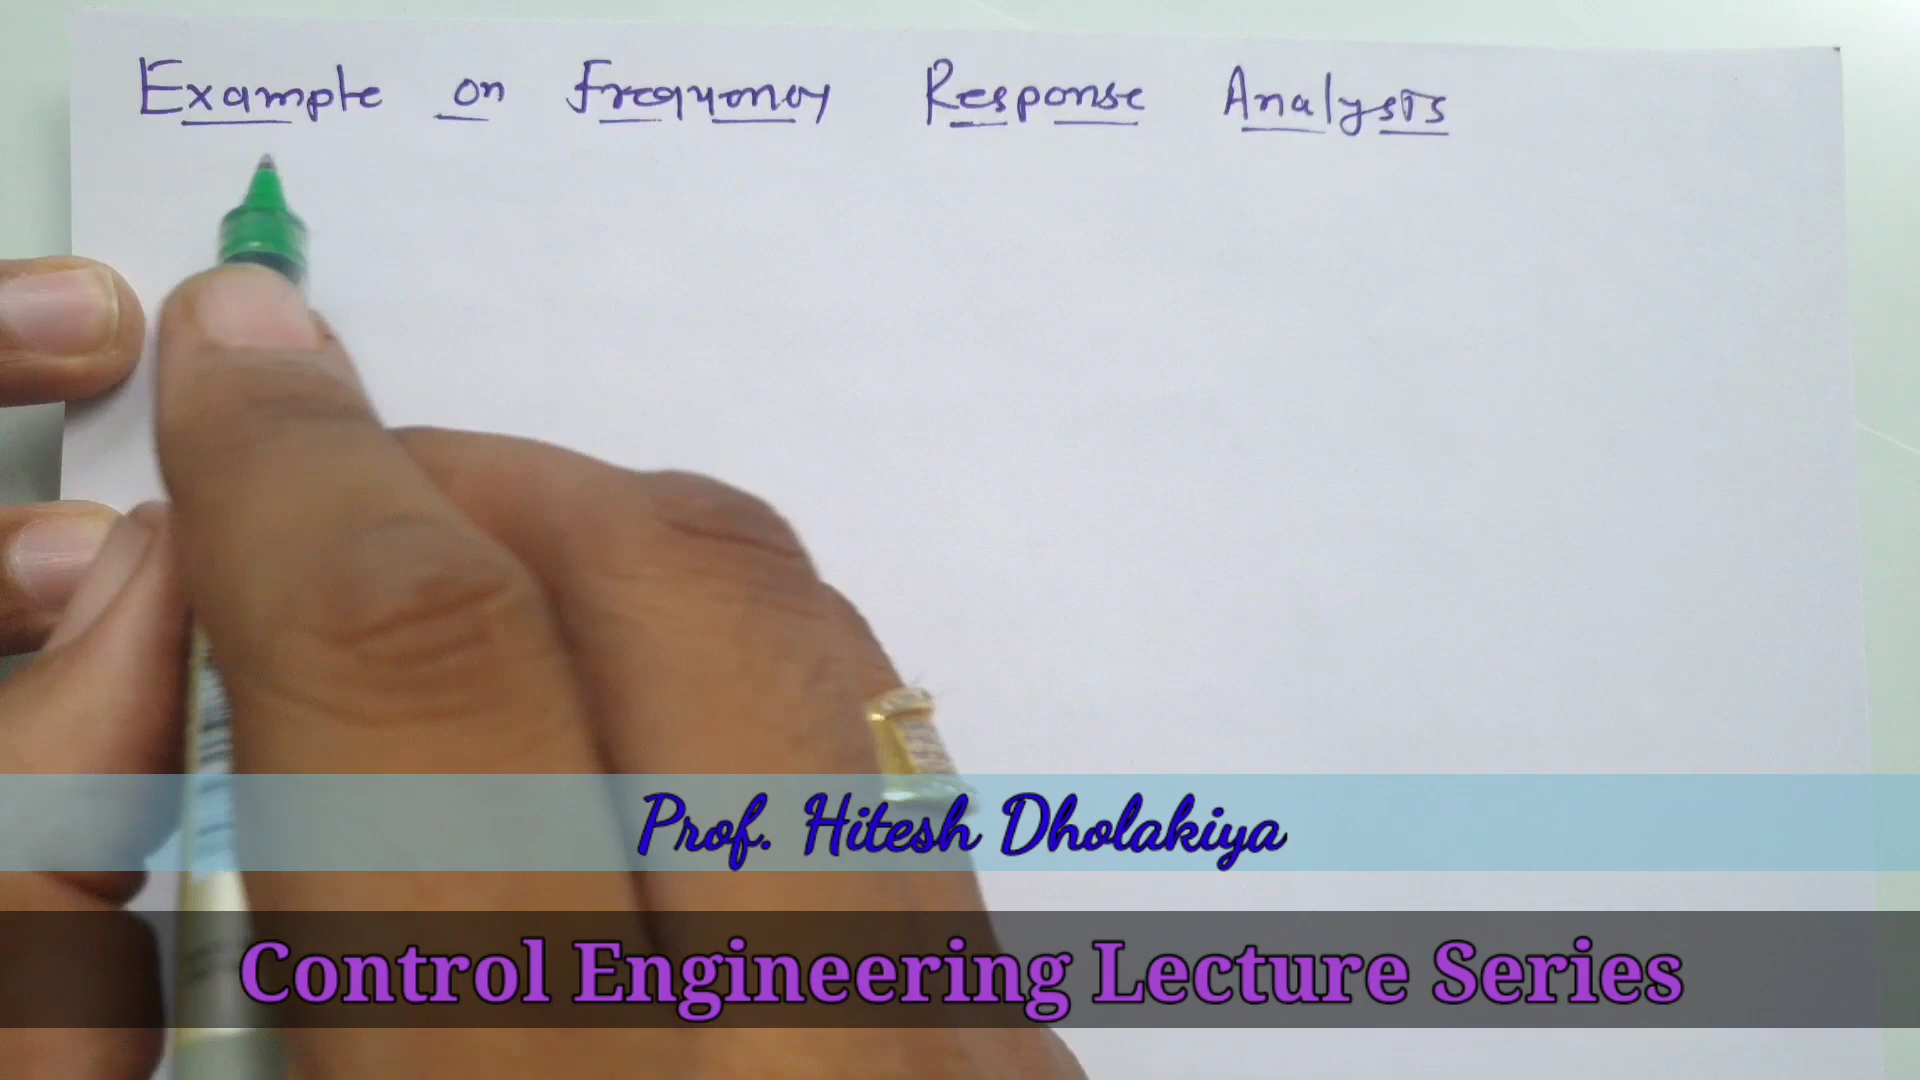 Example on Frequency Response Analysis
Prof. Hitesh Dholakiya
Control Engineering Lecture Series